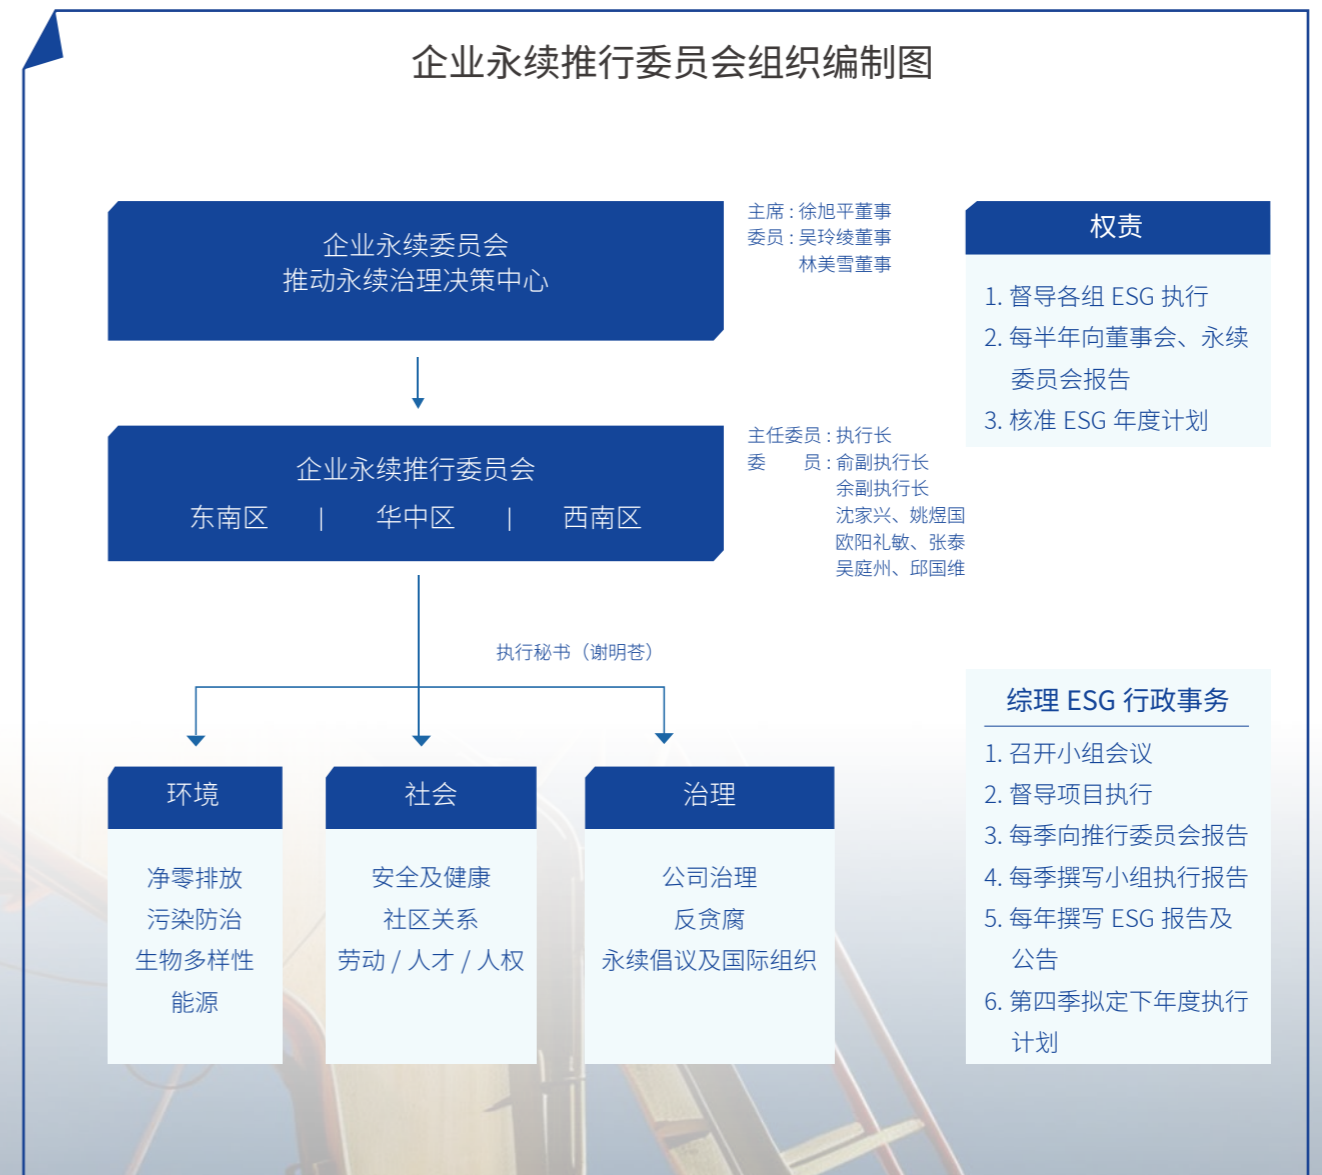 企业永续推行委员会组织编制图
企业永续委员会
推动永续治理决策中心
主席 : 徐旭平董事
委员 : 吴玲绫董事
林美雪董事
权责
1. 督导各组 ESG 执行
2. 每半年向董事会、永续
委员会报告
3. 核准 ESG 年度计划
企业永续推行委员会
东南区 | 华中区 | 西南区
主任委员 : 执行长
委 员 : 俞副执行长
余副执行长
沈家兴、姚煜国
欧阳礼敏、张泰
吴庭州、邱国维
执行秘书（谢明苍）
环境
净零排放
污染防治
生物多样性
能源
社会
安全及健康
社区关系
劳动 / 人才 / 人权
治理
公司治理
反贪腐
永续倡议及国际组织
综理 ESG 行政事务
1. 召开小组会议
2. 督导项目执行
3. 每季向推行委员会报告
4. 每季撰写小组执行报告
5. 每年撰写 ESG 报告及
公告
6. 第四季拟定下年度执行
计划